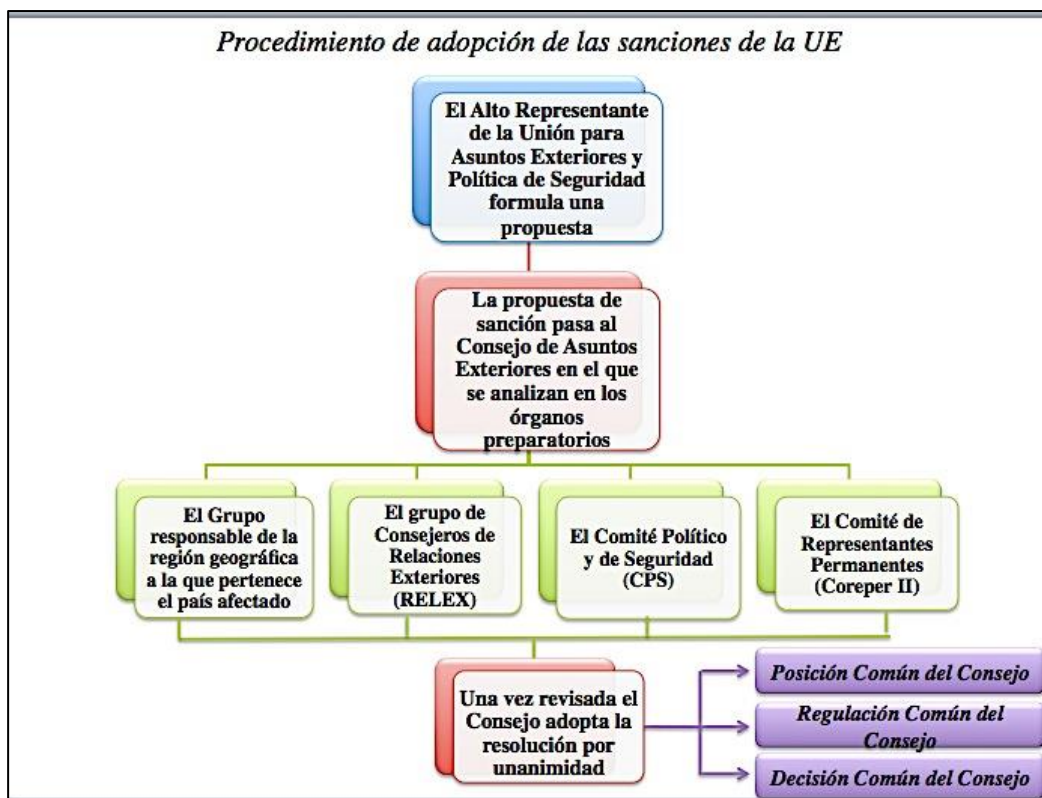 Procedimiento de adopción de las sanciones de la UE
El Alto Representante
de la Unión para
Asuntos Exteriores y
Política de Seguridad
formula una
propuesta
La propuesta de
sanción pasa al
Consejo de Asuntos
Exteriores en el que
se analizan en los
órganos
preparatorios
El Grupo
responsable de la
región geográfica
a la que pertenece
el país afectado
El grupo de
Consejeros de
Relaciones
Exteriores
(RELEX)
El Comité Político
y de Seguridad
(CPS)
El Comité de
Representantes
Permanentes
(Coreper II)
Una vez revisada el
Consejo adopta la
resolución por
unanimidad
Posición Común del Consejo
Regulación Común del
Consejo
Decisión Común del Consejo